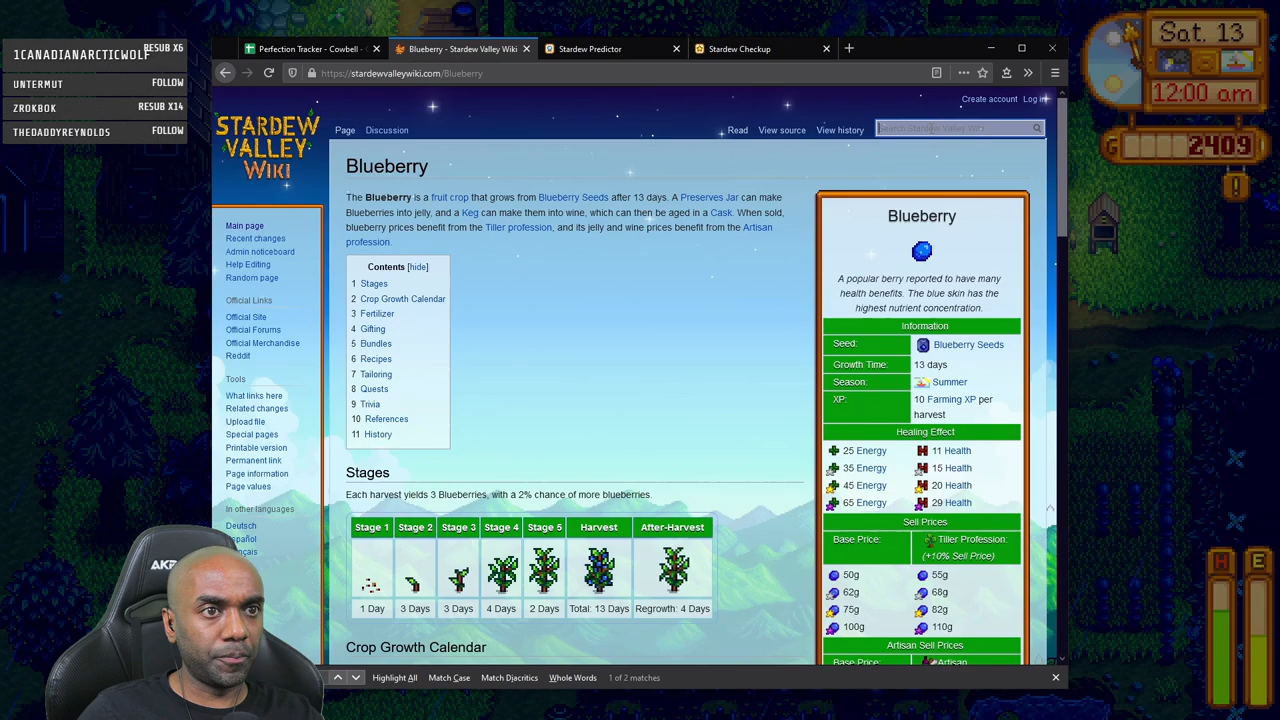 1CANADIANARCTICWOLF RESUB X6
UNTERMUT FOLLOW
ZROKBOK RESUB X14
THEDADDYREYNOLDS FOLLOW
Perfection Tracker - Cowbell -
Blueberry - Stardew Valley Wiki
Stardew Predictor
Stardew Checkup
https://stardewvalleywiki.com/Blueberry
Sat. 13
12:00 am
G 2409
Create account Log in
STARDEW
VALLEY
WIKI
Page Discussion Read View source View history Search Stardew Valley Wiki
Blueberry
The Blueberry is a fruit crop that grows from Blueberry Seeds after 13 days. A Preserves Jar can make
Blueberries into jelly, and a Keg can make them into wine, which can then be aged in a Cask. When sold,
blueberry prices benefit from the Tiller profession, and its jelly and wine prices benefit from the Artisan
profession.
Main page
Recent changes
Admin noticeboard
Help Editing
Random page
Official Links
Official Site
Official Forums
Official Merchandise
Reddit
Tools
What links here
Related changes
Upload file
Special pages
Printable version
Permanent link
Page information
Page values
In other languages
Deutsch
Español
Français
Contents [hide]
1 Stages
2 Crop Growth Calendar
3 Fertilizer
4 Gifting
5 Bundles
6 Recipes
7 Tailoring
8 Quests
9 Trivia
10 References
11 History
Stages
Each harvest yields 3 Blueberries, with a 2% chance of more blueberries.
Stage 1 Stage 2 Stage 3 Stage 4 Stage 5 Harvest After-Harvest
1 Day 3 Days 3 Days 4 Days 2 Days Total: 13 Days Regrowth: 4 Days
Crop Growth Calendar
Blueberry
A popular berry reported to have many
health benefits. The blue skin has the
highest nutrient concentration.
Information
Seed: Blueberry Seeds
Growth Time: 13 days
Season: Summer
XP: 10 Farming XP per
harvest
Healing Effect
25 Energy 11 Health
35 Energy 15 Health
45 Energy 20 Health
65 Energy 29 Health
Sell Prices
Base Price: Tiller Profession:
(+10% Sell Price)
50g 55g
62g 68g
75g 82g
100g 110g
Artisan Sell Prices
Base Price: Artisan
Highlight All Match Case Match Diacritics Whole Words 1 of 2 matches
H E
AK